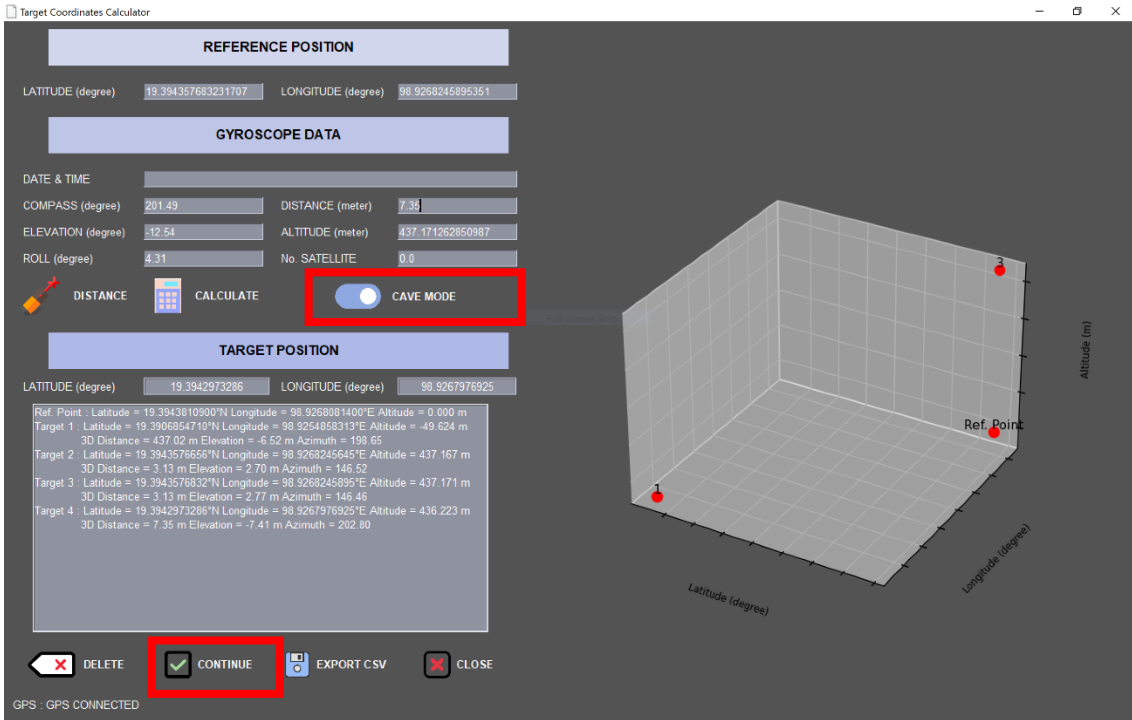 Target Coordinates Calculator
REFERENCE POSITION
LATITUDE (degree) 19.394357683231707 LONGITUDE (degree) 98.9268245895351
GYROSCOPE DATA
DATE & TIME
COMPASS (degree) 201.49 DISTANCE (meter) 7.35
ELEVATION (degree) -12.54 ALTITUDE (meter) 437.171262850987
ROLL (degree) 4.31 No. SATELLITE 0.0
DISTANCE CALCULATE CAVE MODE
TARGET POSITION
LATITUDE (degree) 19.3942973286 LONGITUDE (degree) 98.9267976925
Ref. Point : Latitude = 19.3943810900°N Longitude = 98.9268081400°E Altitude = 0.000 m
Target 1 : Latitude = 19.3906854710°N Longitude = 98.9254858313°E Altitude = -49.624 m
3D Distance = 437.02 m Elevation = -6.52 m Azimuth = 198.65
Target 2 : Latitude = 19.3943576656°N Longitude = 98.9268245645°E Altitude = 437.167 m
3D Distance = 3.13 m Elevation = 2.70 m Azimuth = 146.52
Target 3 : Latitude = 19.3943576832°N Longitude = 98.9268245895°E Altitude = 437.171 m
3D Distance = 3.13 m Elevation = 2.77 m Azimuth = 146.46
Target 4 : Latitude = 19.3942973286°N Longitude = 98.9267976925°E Altitude = 436.223 m
3D Distance = 7.35 m Elevation = -7.41 m Azimuth = 202.80
DELETE CONTINUE EXPORT CSV CLOSE
GPS : GPS CONNECTED
3
Altitude (m)
Ref. Point
1
Longitude (degree)
Latitude (degree)